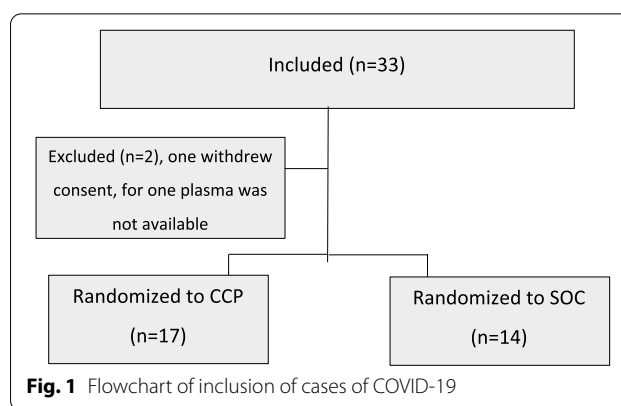 Included (n=33)
Excluded (n=2), one withdrew
consent, for one plasma was
not available
Randomized to CCP
(n=17)
Randomized to SOC
(n=14)
Fig. 1 Flowchart of inclusion of cases of COVID-19